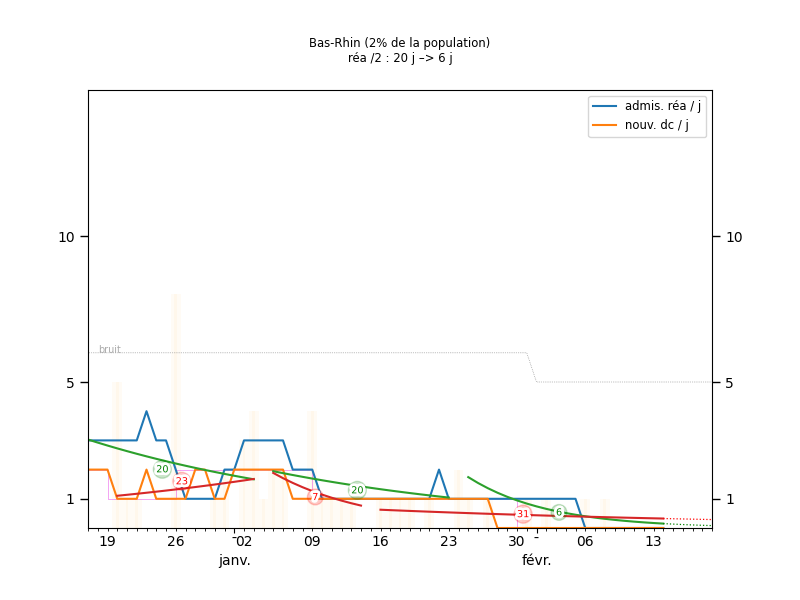 Bas-Rhin (2% de la population)
réa /2 : 20 j –> 6 j
admis. réa / j
nouv. dc / j
10 10
bruit
5 5
20 23 7 20 31 6
1 1
19 26 02 09 16 23 30 06 13
janv. févr.